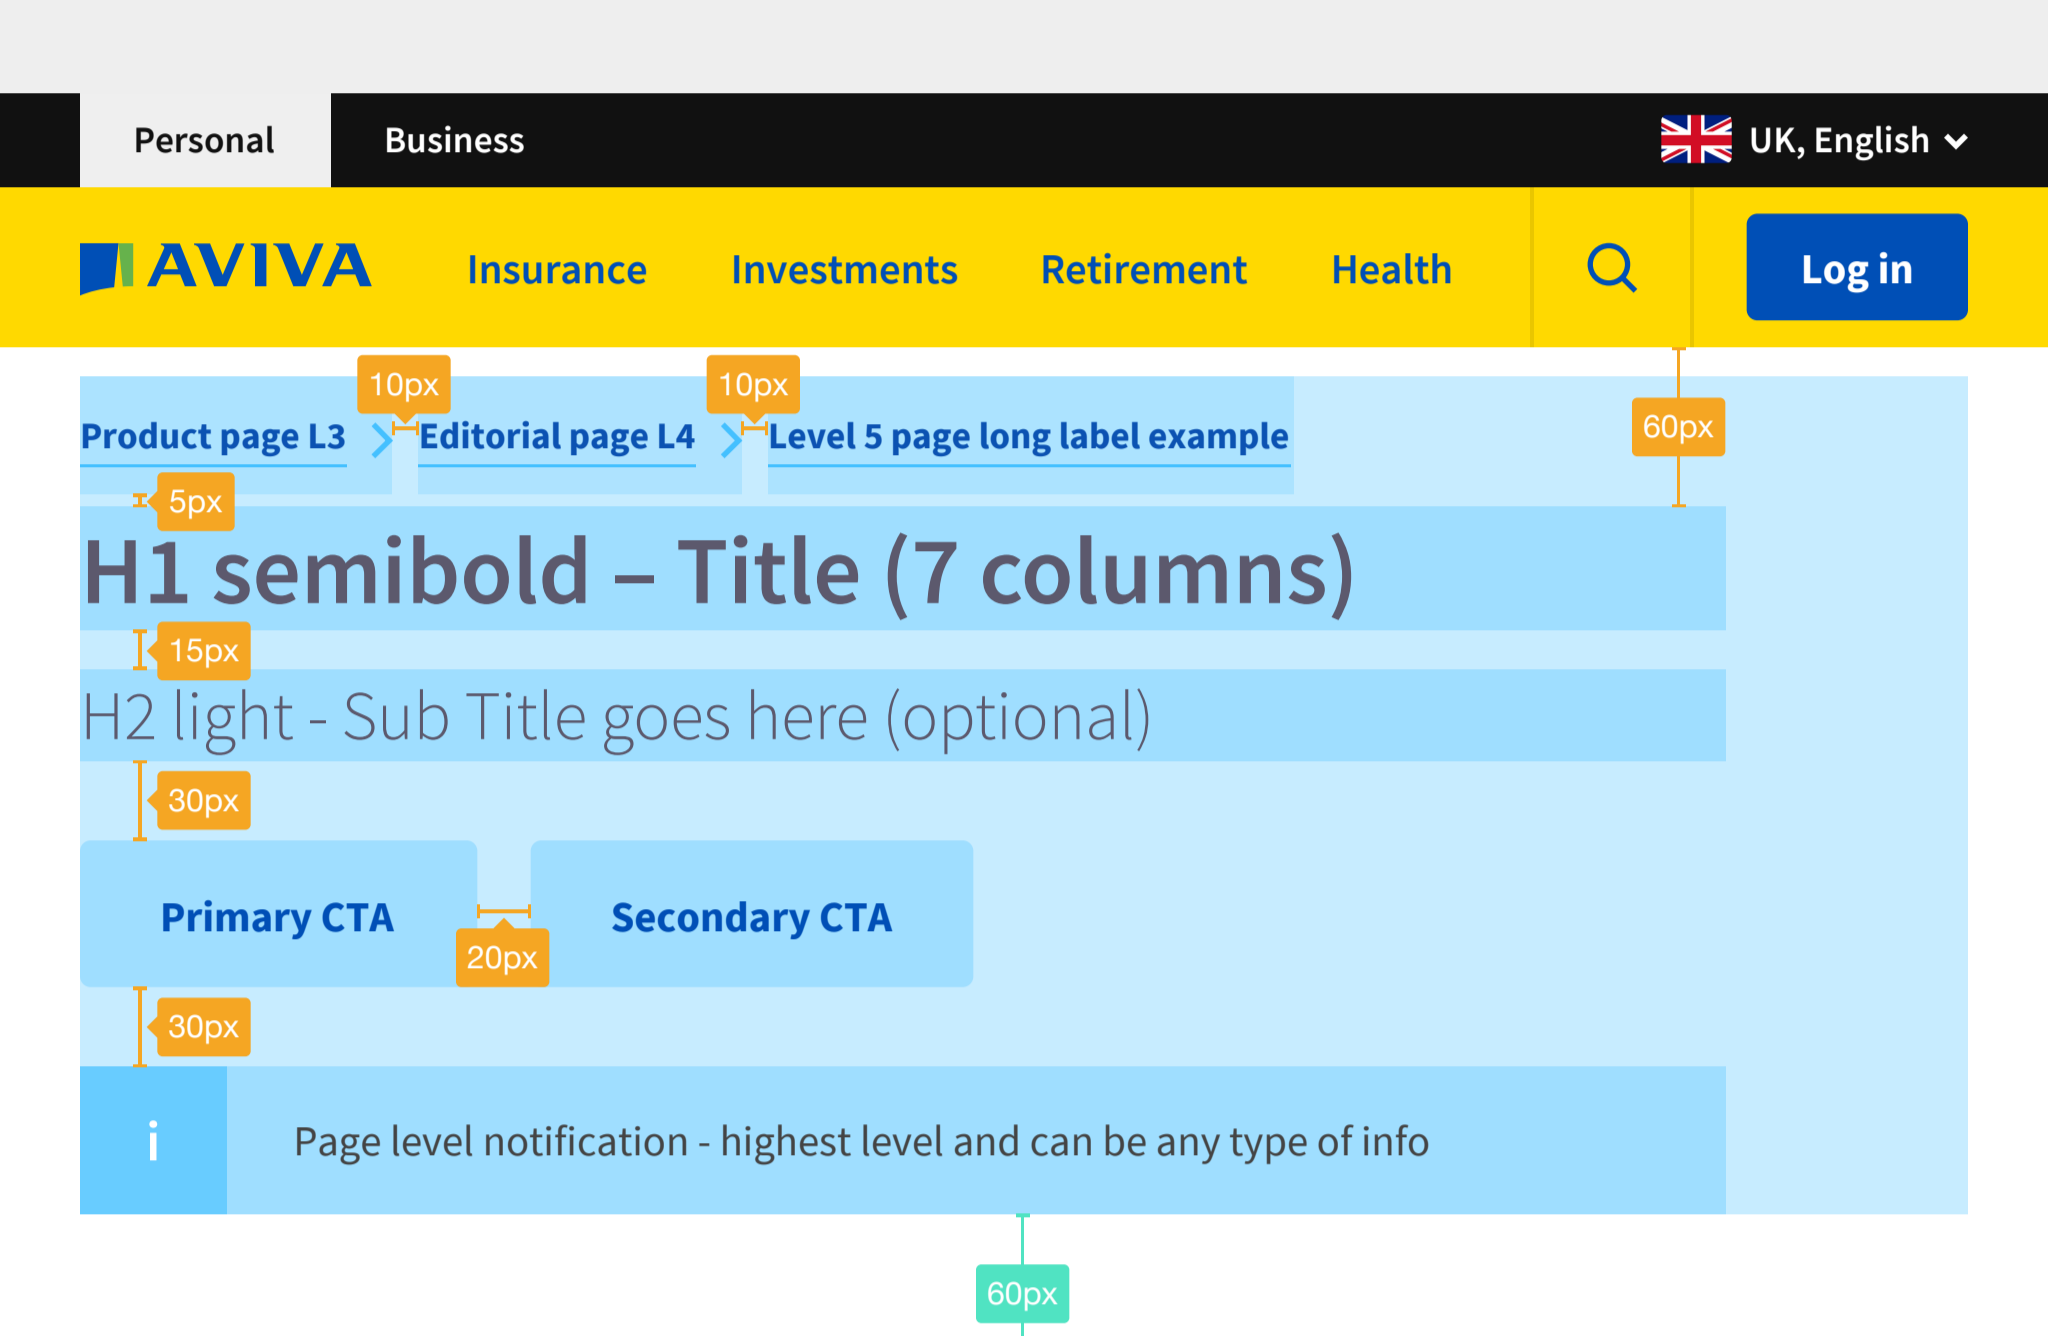 Personal Business UK, English
AVIVA Insurance Investments Retirement Health Log in
10px 10px
60px
Product page L3 Editorial page L4 Level 5 page long label example
5px
H1 semibold – Title (7 columns)
15px
H2 light - Sub Title goes here (optional)
30px
Primary CTA Secondary CTA
20px
30px
i Page level notification - highest level and can be any type of info
60px